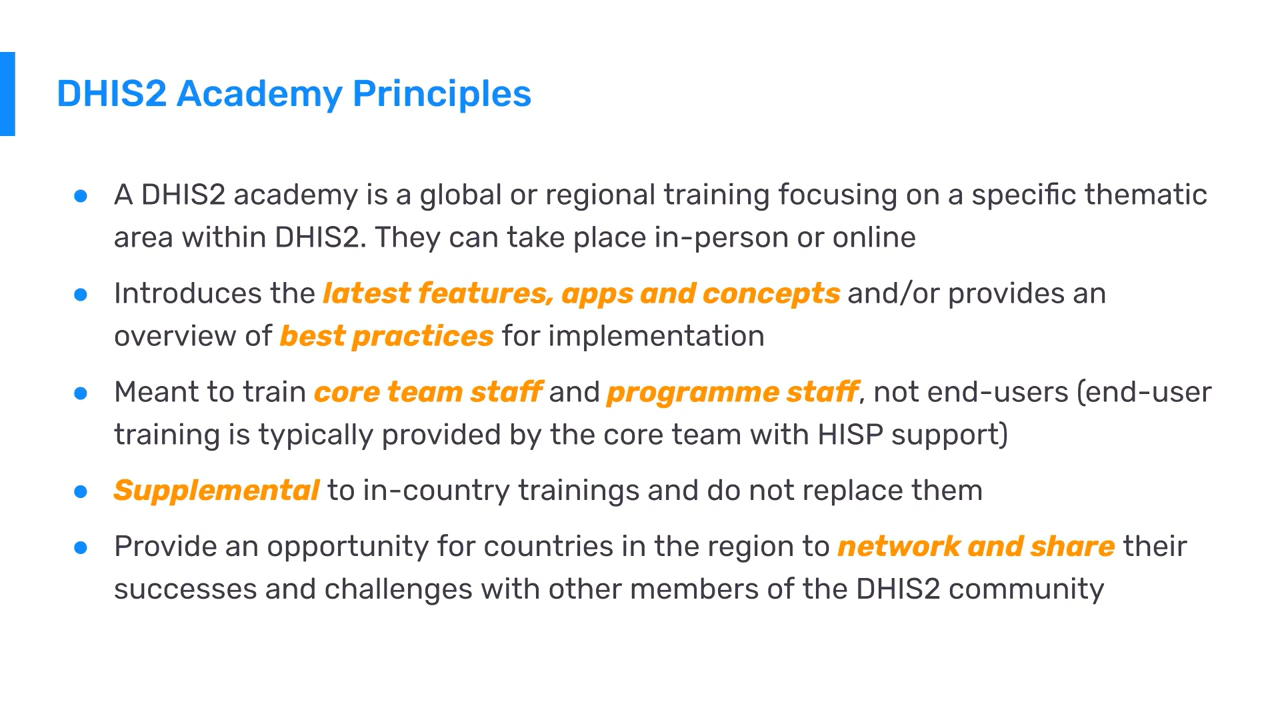 DHIS2 Academy Principles
● A DHIS2 academy is a global or regional training focusing on a specific thematic
area within DHIS2. They can take place in-person or online
● Introduces the latest features, apps and concepts and/or provides an
overview of best practices for implementation
● Meant to train core team staff and programme staff, not end-users (end-user
training is typically provided by the core team with HISP support)
● Supplemental to in-country trainings and do not replace them
● Provide an opportunity for countries in the region to network and share their
successes and challenges with other members of the DHIS2 community